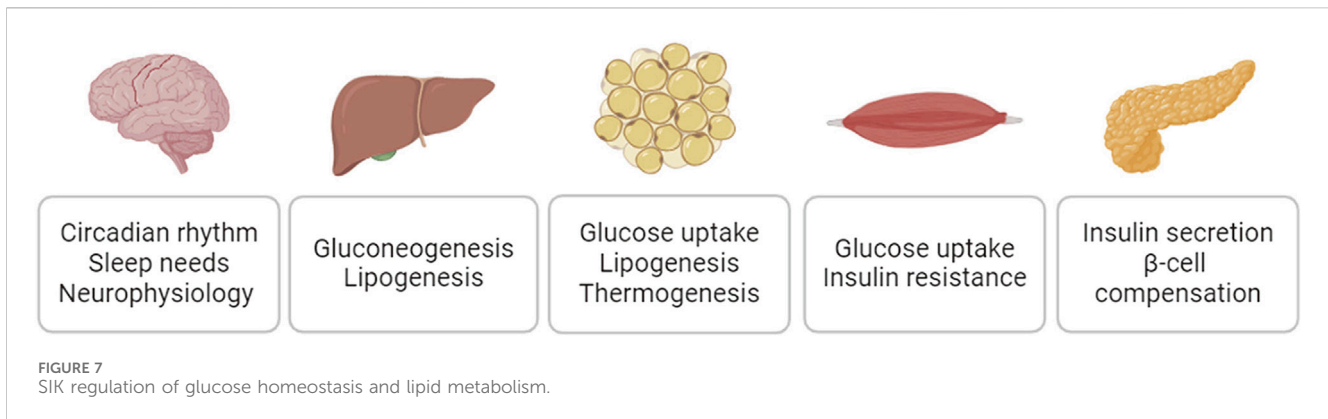 Circadian rhythm
Sleep needs
Neurophysiology
Gluconeogenesis
Lipogenesis
Glucose uptake
Lipogenesis
Thermogenesis
Glucose uptake
Insulin resistance
Insulin secretion
β-cell
compensation
FIGURE 7
SIK regulation of glucose homeostasis and lipid metabolism.